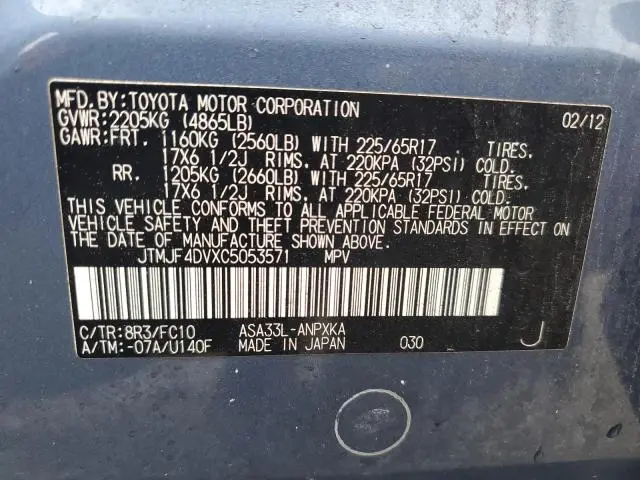 MFD.BY:TOYOTA MOTOR CORPORATION 02/12
GVWR:2205KG (4865LB)
GAWR:FRT. 1160KG (2560LB) WITH 225/65R17 TIRES.
17X6 1/2J RIMS. AT 220KPA (32PSI) COLD.
RR. 1205KG (2660LB) WITH 225/65R17 TIRES.
17X6 1/2J RIMS. AT 220KPA (32PSI) COLD.
THIS VEHICLE CONFORMS TO ALL APPLICABLE FEDERAL MOTOR
VEHICLE SAFETY AND THEFT PREVENTION STANDARDS IN EFFECT ON
THE DATE OF MANUFACTURE SHOWN ABOVE.
JTMJF4DVXC5053571 MPV
C/TR:8R3/FC10 ASA33L-ANPXKA
A/TM:-07A/U140F MADE IN JAPAN 030 J